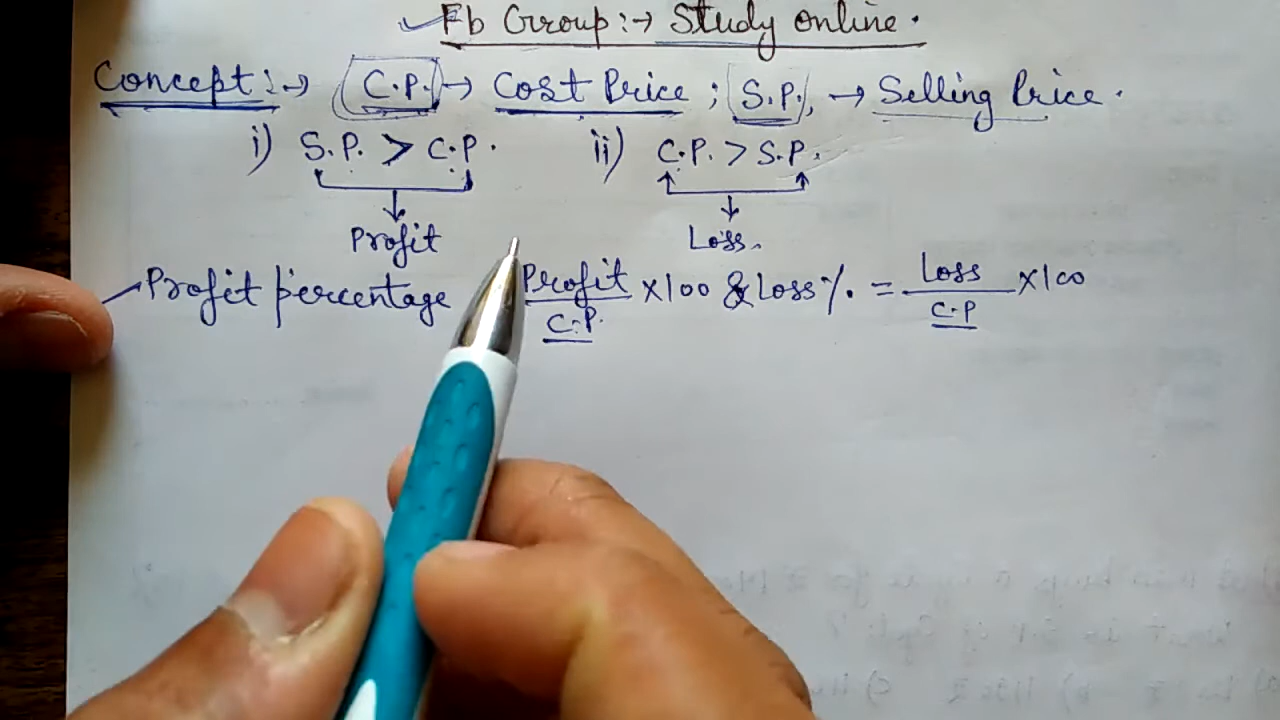 Fb Group:→ Study online.
Concept:→ C.P. → Cost Price ; S.P. → Selling Price.
i) S.P. > C.P. ii) C.P. > S.P.
Profit Loss.
Profit percentage Profit/C.P. ×100 & Loss% = Loss/C.P ×100